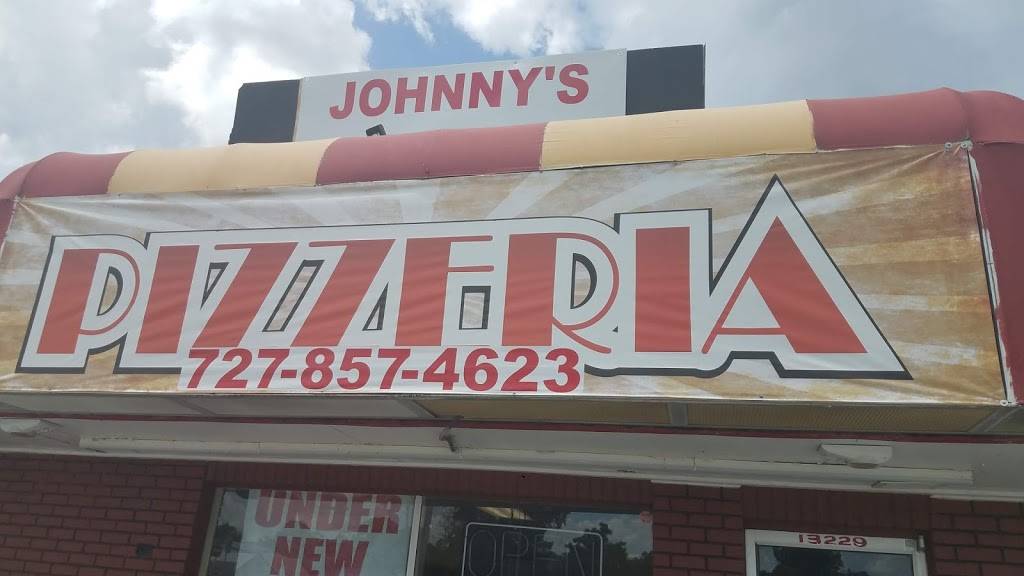 JOHNNY'S
PIZZERIA
727-857-4623
UNDER
NEW
OPEN
13229